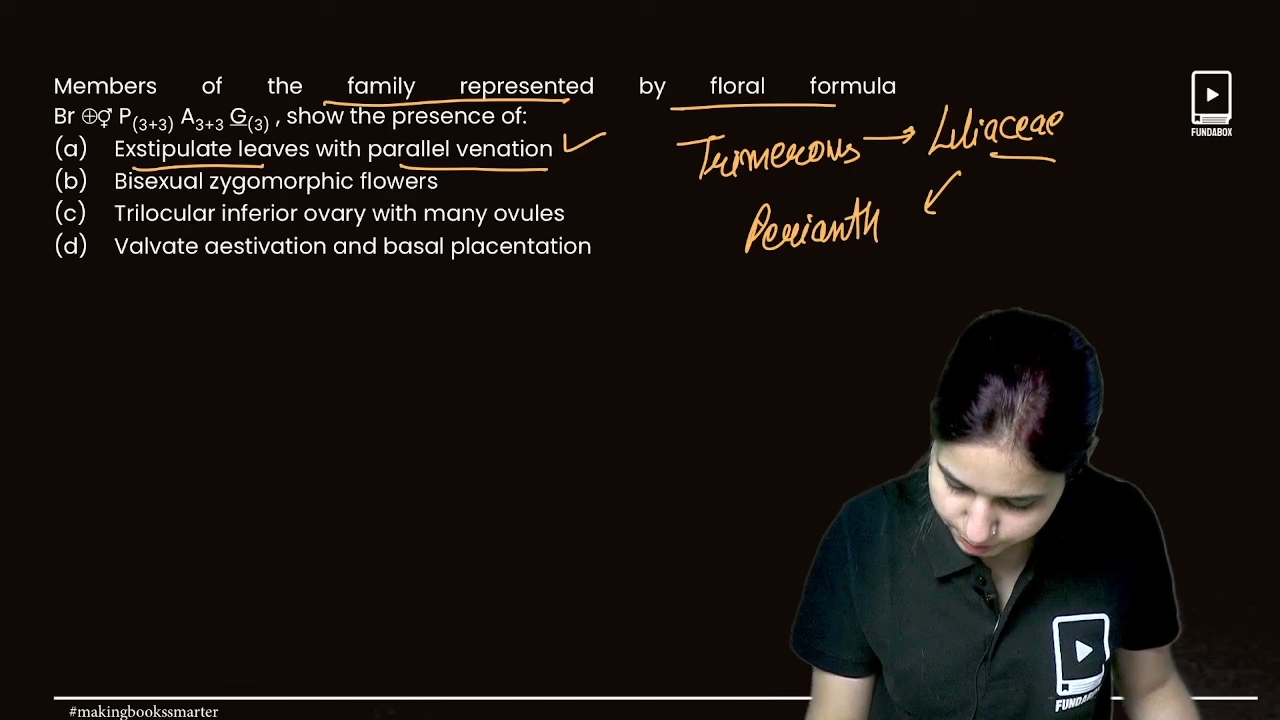 Members of the family represented by floral formula
Br ⊕⚥ P(3+3) A3+3 G(3) , show the presence of:
(a) Exstipulate leaves with parallel venation
(b) Bisexual zygomorphic flowers
(c) Trilocular inferior ovary with many ovules
(d) Valvate aestivation and basal placentation
Trimerous → Liliaceae
Perianth
FUNDABOX
FUNDABOX
#makingbookssmarter